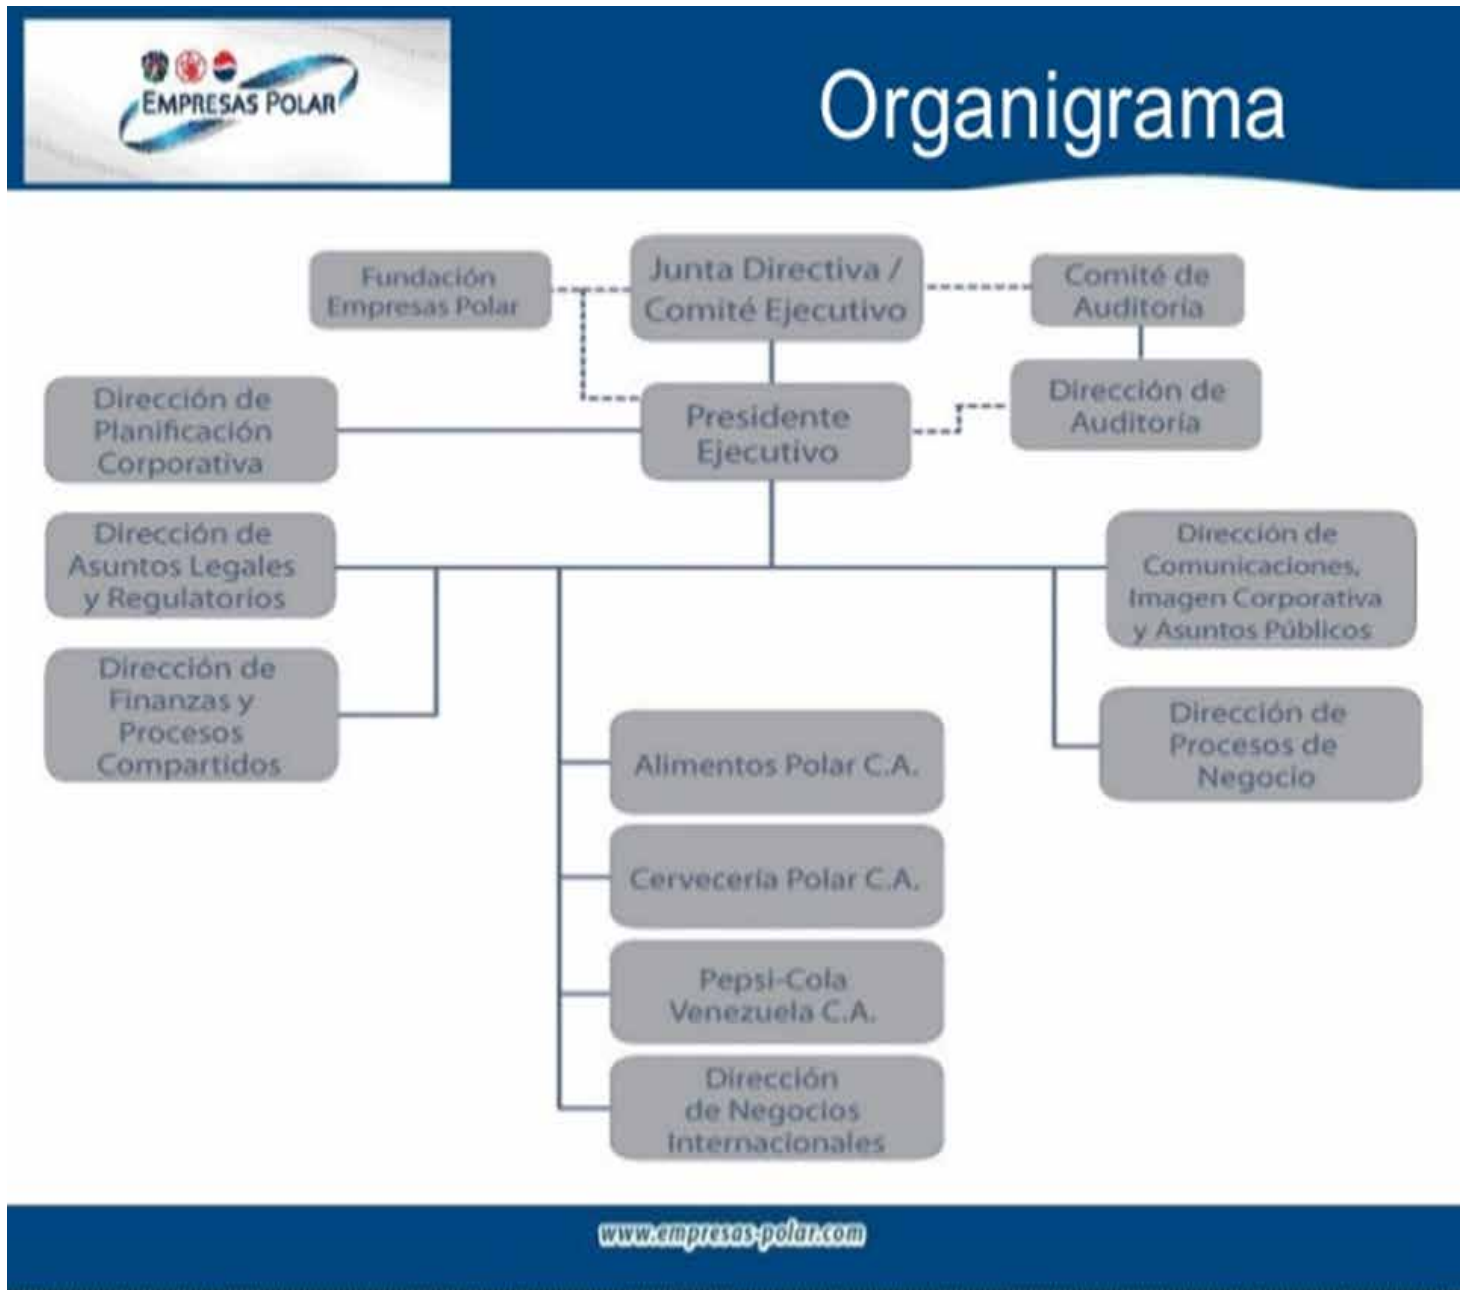 EMPRESAS POLAR
Organigrama
Fundación
Empresas Polar
Junta Directiva /
Comité Ejecutivo
Comité de
Auditoría
Dirección de
Planificación
Corporativa
Presidente
Ejecutivo
Dirección de
Auditoría
Dirección de
Asuntos Legales
y Regulatorios
Dirección de
Comunicaciones,
Imagen Corporativa
y Asuntos Públicos
Dirección de
Finanzas y
Procesos
Compartidos
Dirección de
Procesos de
Negocio
Alimentos Polar C.A.
Cervecería Polar C.A.
Pepsi-Cola
Venezuela C.A.
Dirección
de Negocios
Internacionales
www.empresas-polar.com